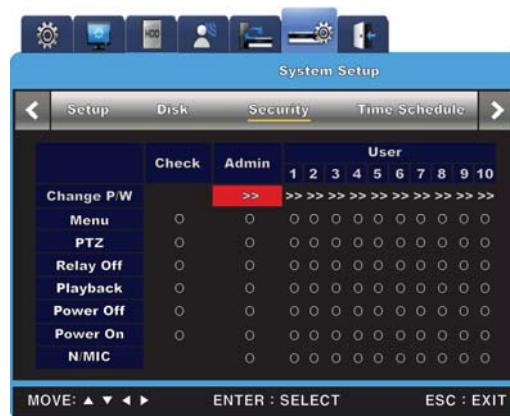 HDD
System Setup
< Setup Disk Security Time Schedule >
Check Admin User
1 2 3 4 5 6 7 8 9 10
Change P/W >> >> >> >> >> >> >> >> >> >> >>
Menu O O O O O O O O O O O O
PTZ O O O O O O O O O O O O
Relay Off O O O O O O O O O O O O
Playback O O O O O O O O O O O O
Power Off O O O O O O O O O O O O
Power On O O O O O O O O O O O O
N/MIC O O O O O O O O O O O
MOVE: ▲ ▼ ◀ ▶ ENTER : SELECT ESC : EXIT